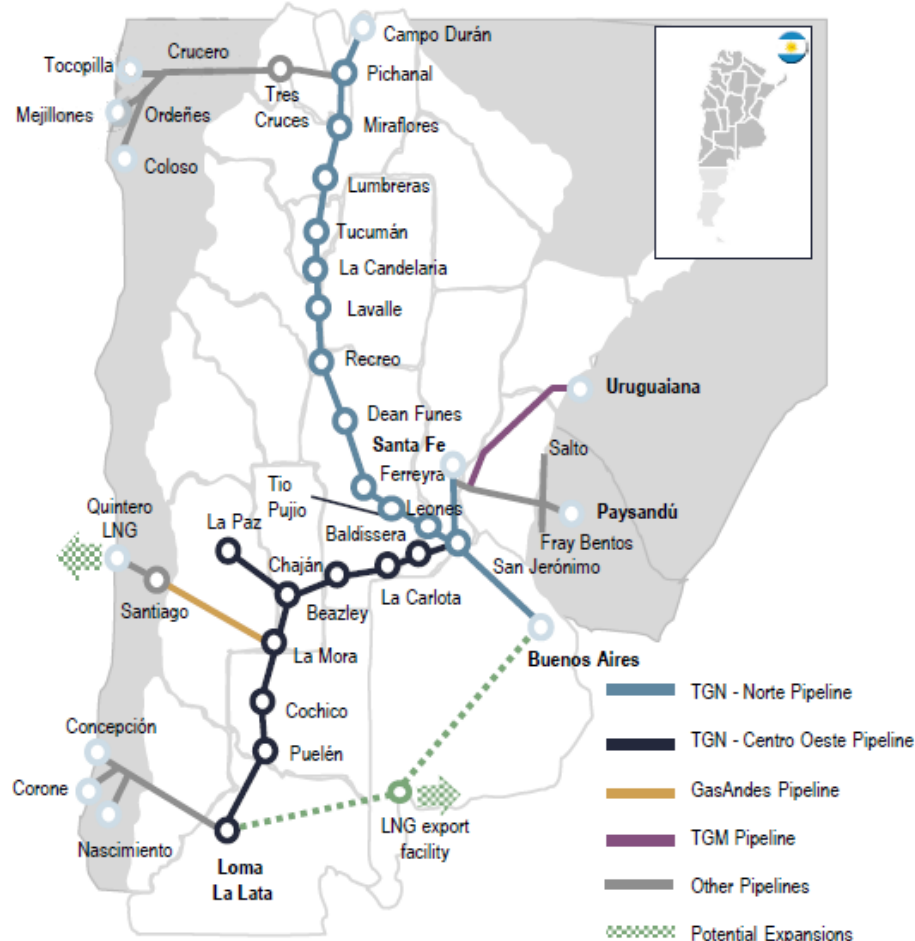 Campo Durán
Crucero
Tocopilla
Pichanal
Tres
Cruces
Mejillones
Ordeñes
Miraflores
Coloso
Lumbreras
Tucumán
La Candelaria
Lavalle
Recreo
Uruguaiana
Dean Funes
Santa Fe
Salto
Ferreyra
Tio
Pujio
Leones
Quintero
LNG
La Paz
Baldissera
Paysandú
Fray Bentos
Chaján
San Jerónimo
La Carlota
Santiago
Beazley
La Mora
Buenos Aires
TGN - Norte Pipeline
Cochico
Concepción
TGN - Centro Oeste Pipeline
Puelén
Corone
GasAndes Pipeline
LNG export
facility
TGM Pipeline
Nascimiento
Loma
La Lata
Other Pipelines
Potential Expansions